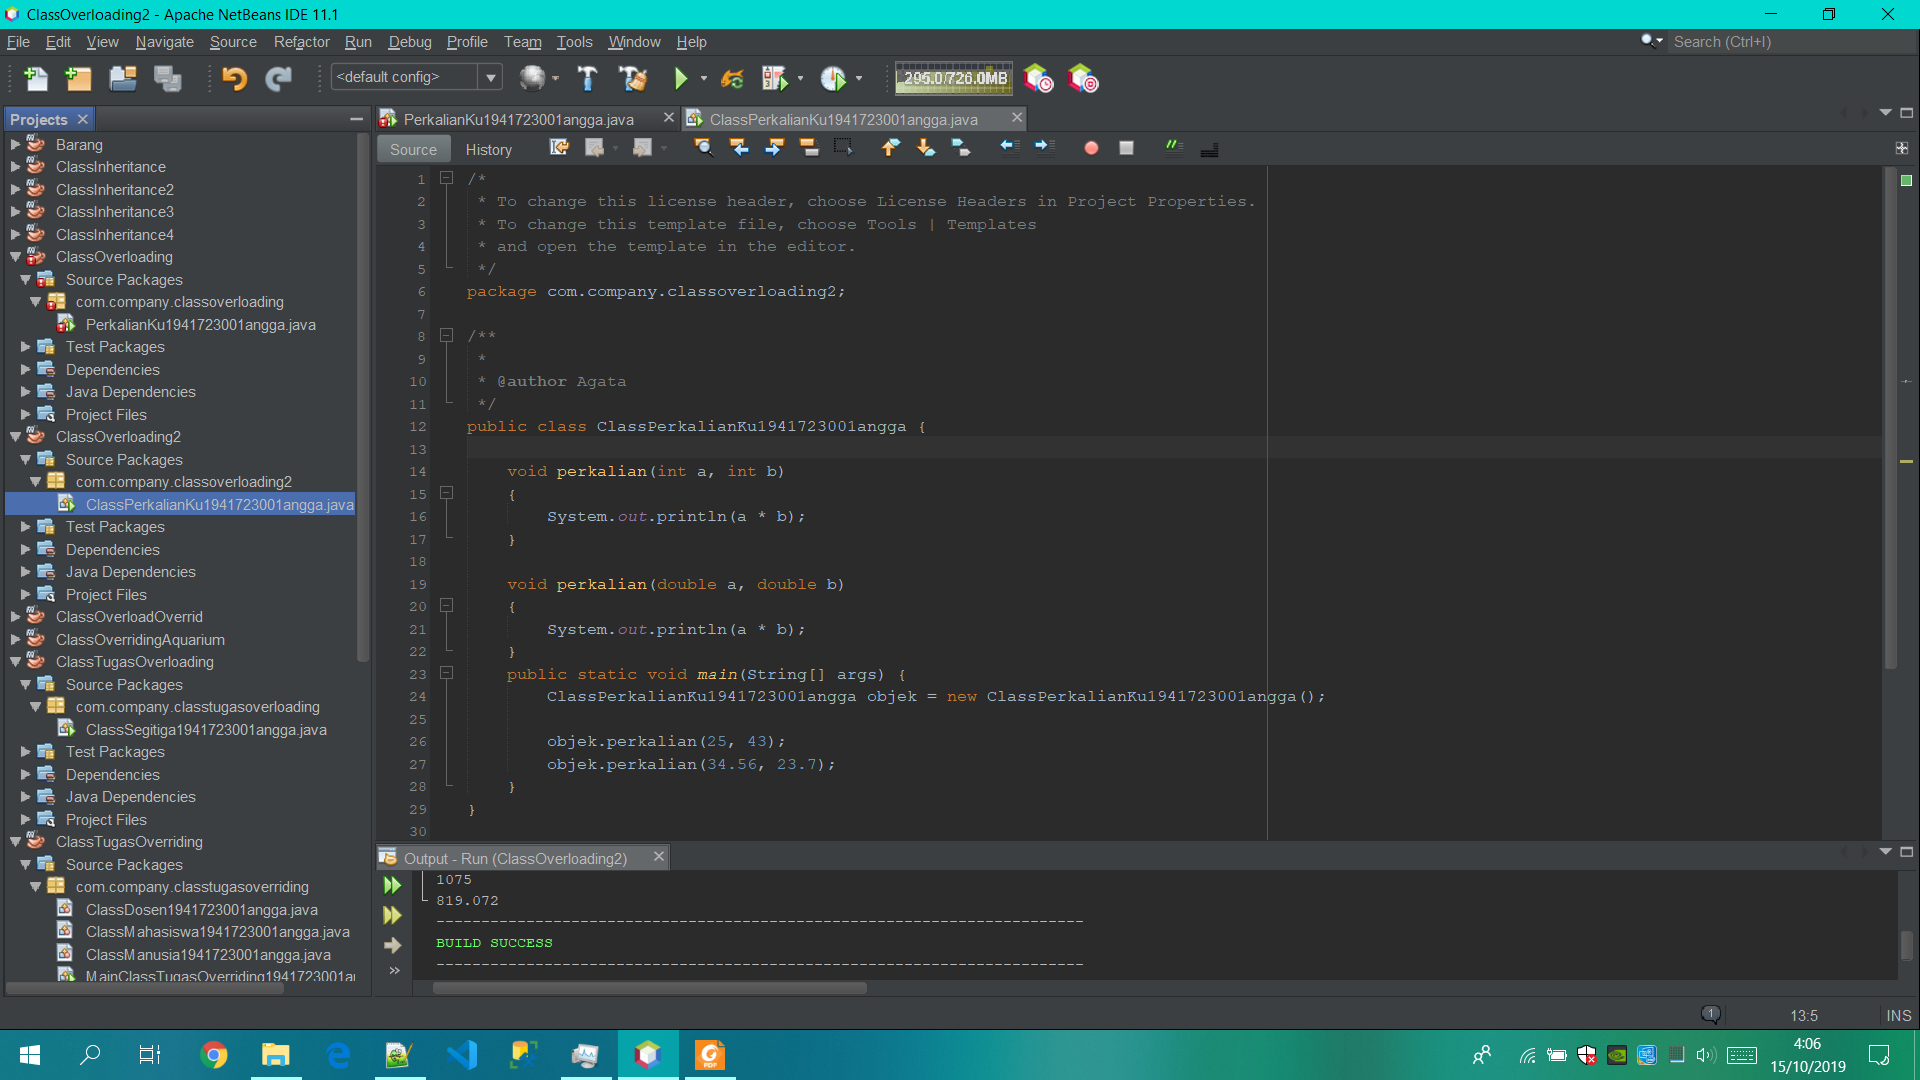 ClassOverloading2 - Apache NetBeans IDE 11.1
File Edit View Navigate Source Refactor Run Debug Profile Team Tools Window Help
Search (Ctrl+I)
<default config>
295.0/726.0MB
Projects
Barang
ClassInheritance
ClassInheritance2
ClassInheritance3
ClassInheritance4
ClassOverloading
Source Packages
com.company.classoverloading
PerkalianKu1941723001angga.java
Test Packages
Dependencies
Java Dependencies
Project Files
ClassOverloading2
Source Packages
com.company.classoverloading2
ClassPerkalianKu1941723001angga.java
Test Packages
Dependencies
Java Dependencies
Project Files
ClassOverloadOverrid
ClassOverridingAquarium
ClassTugasOverloading
Source Packages
com.company.classtugasoverloading
ClassSegitiga1941723001angga.java
Test Packages
Dependencies
Java Dependencies
Project Files
ClassTugasOverriding
Source Packages
com.company.classtugasoverriding
ClassDosen1941723001angga.java
ClassMahasiswa1941723001angga.java
ClassManusia1941723001angga.java
MainClassTugasOverriding1941723001a
PerkalianKu1941723001angga.java
ClassPerkalianKu1941723001angga.java
Source History
1 /*
2 * To change this license header, choose License Headers in Project Properties.
3 * To change this template file, choose Tools | Templates
4 * and open the template in the editor.
5 */
6 package com.company.classoverloading2;
7
8 /**
9 *
10 * @author Agata
11 */
12 public class ClassPerkalianKu1941723001angga {
13
14 void perkalian(int a, int b)
15 {
16 System.out.println(a * b);
17 }
18
19 void perkalian(double a, double b)
20 {
21 System.out.println(a * b);
22 }
23 public static void main(String[] args) {
24 ClassPerkalianKu1941723001angga objek = new ClassPerkalianKu1941723001angga();
25
26 objek.perkalian(25, 43);
27 objek.perkalian(34.56, 23.7);
28 }
29 }
30
Output - Run (ClassOverloading2)
1075
819.072
------------------------------------------------------------------------
BUILD SUCCESS
------------------------------------------------------------------------
1
13:5
INS
4:06
15/10/2019